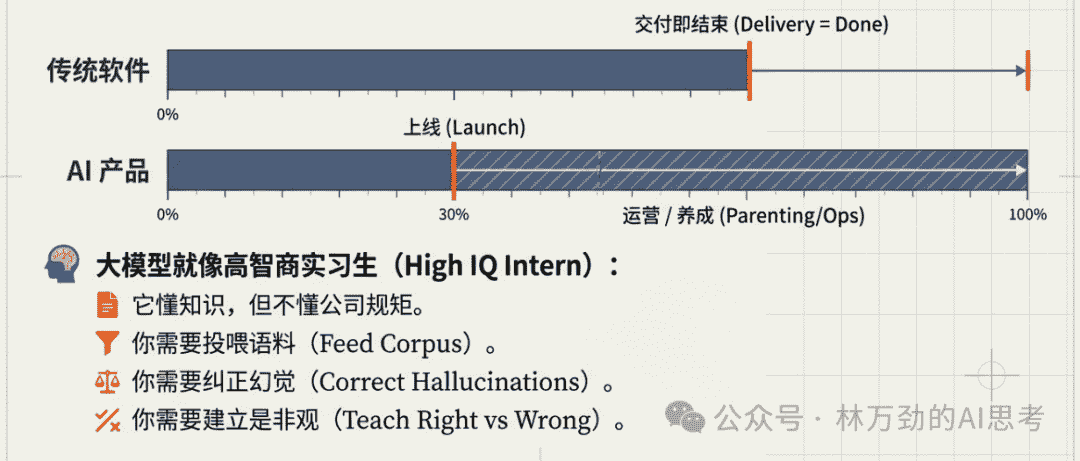 交付即结束 (Delivery = Done)
传统软件
0%
上线 (Launch)
AI 产品
0%
30%
运营 / 养成 (Parenting/Ops)
100%
大模型就像高智商实习生（High IQ Intern）：
它懂知识，但不懂公司规矩。
你需要投喂语料（Feed Corpus）。
你需要纠正幻觉（Correct Hallucinations）。
你需要建立是非观（Teach Right vs Wrong）。
公众号 · 林万劲的AI思考